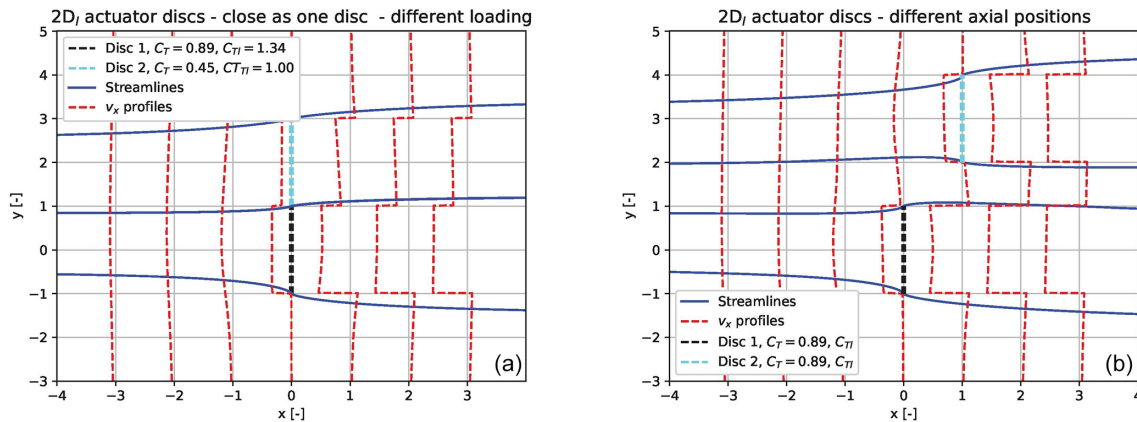 2D_I actuator discs - close as one disc - different loading
Disc 1, C_T = 0.89, C_TI = 1.34
Disc 2, C_T = 0.45, CT_TI = 1.00
Streamlines
v_x profiles
y [-]
5
4
3
2
1
0
−1
−2
−3
−4 −3 −2 −1 0 1 2 3
x [-]
(a)
2D_I actuator discs - different axial positions
y [-]
5
4
3
2
1
0
−1
−2
−3
Streamlines
v_x profiles
Disc 1, C_T = 0.89, C_TI
Disc 2, C_T = 0.89, C_TI
−4 −3 −2 −1 0 1 2 3 4
x [-]
(b)